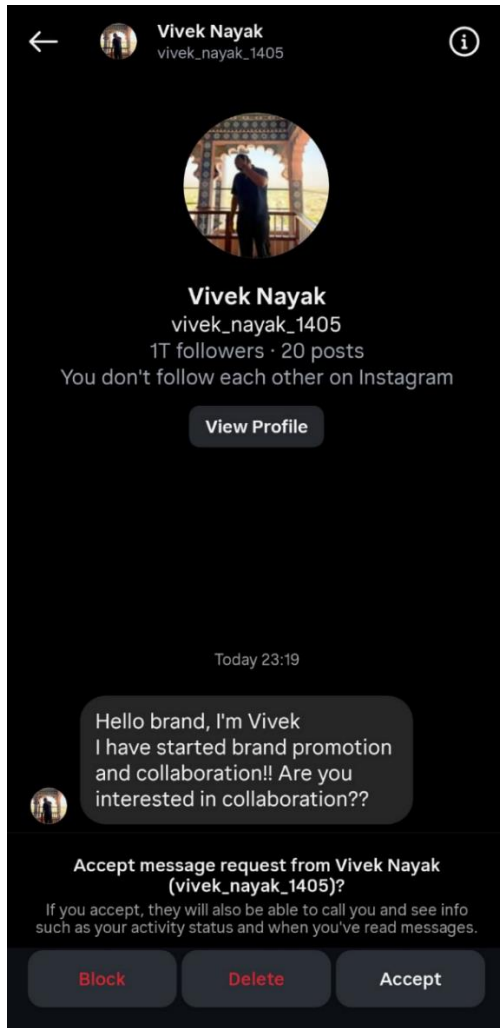 Vivek Nayak
vivek_nayak_1405
Vivek Nayak
vivek_nayak_1405
1T followers · 20 posts
You don't follow each other on Instagram
View Profile
Today 23:19
Hello brand, I'm Vivek
I have started brand promotion
and collaboration!! Are you
interested in collaboration??
Accept message request from Vivek Nayak
(vivek_nayak_1405)?
If you accept, they will also be able to call you and see info
such as your activity status and when you've read messages.
Block
Delete
Accept